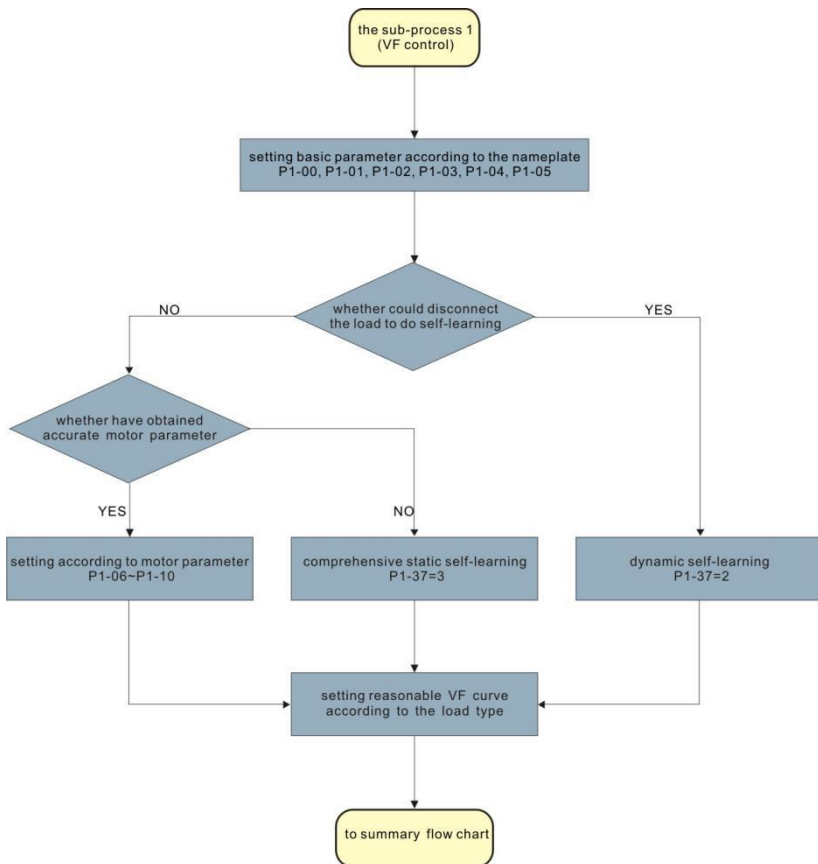 the sub-process 1
(VF control)
setting basic parameter according to the nameplate
P1-00, P1-01, P1-02, P1-03, P1-04, P1-05
whether could disconnect
the load to do self-learning
NO
YES
whether have obtained
accurate motor parameter
YES
NO
setting according to motor parameter
P1-06~P1-10
comprehensive static self-learning
P1-37=3
dynamic self-learning
P1-37=2
setting reasonable VF curve
according to the load type
to summary flow chart